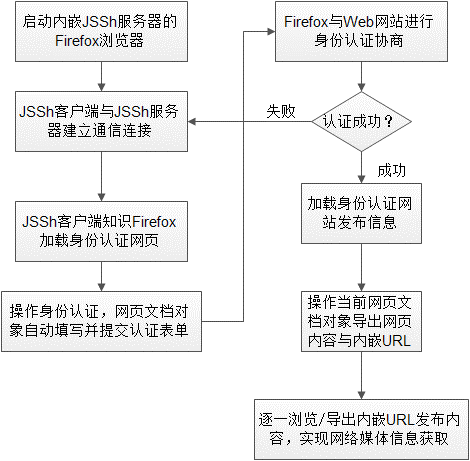 启动内嵌JSSh服务器的
Firefox浏览器
JSSh客户端与JSSh服务
器建立通信连接
JSSh客户端知识Firefox
加载身份认证网页
操作身份认证，网页文档对
象自动填写并提交认证表单
Firefox与Web网站进行
身份认证协商
认证成功？
失败
成功
加载身份认证网
站发布信息
操作当前网页文
档对象导出网页
内容与内嵌URL
逐一浏览/导出内嵌URL发布内
容，实现网络媒体信息获取